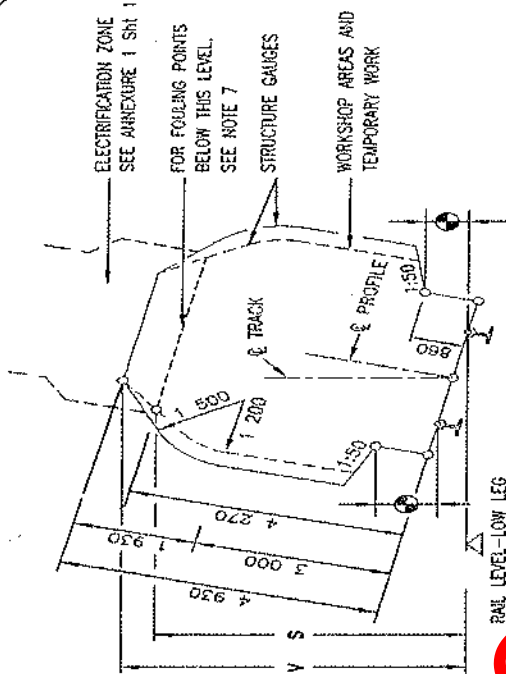 ELECTRIFICATION ZONE
SEE ANNEXURE 1 Sht 1
FOR FOULING POINTS
BELOW THIS LEVEL.
SEE NOTE 7
STRUCTURE GAUGES
WORKSHOP AREAS AND
TEMPORARY WORK
℄ TRACK
℄ PROFILE
1 500
1 200
1:50
1:50
860
4 270
1 930
3 000
4 930
S
V
RAIL LEVEL-LOW LEG